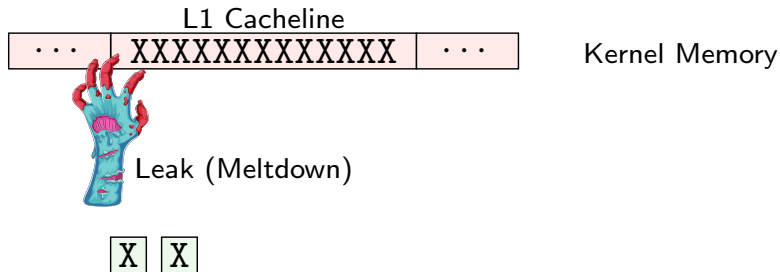 L1 Cacheline
··· XXXXXXXXXXXXX ··· Kernel Memory
Leak (Meltdown)
X X